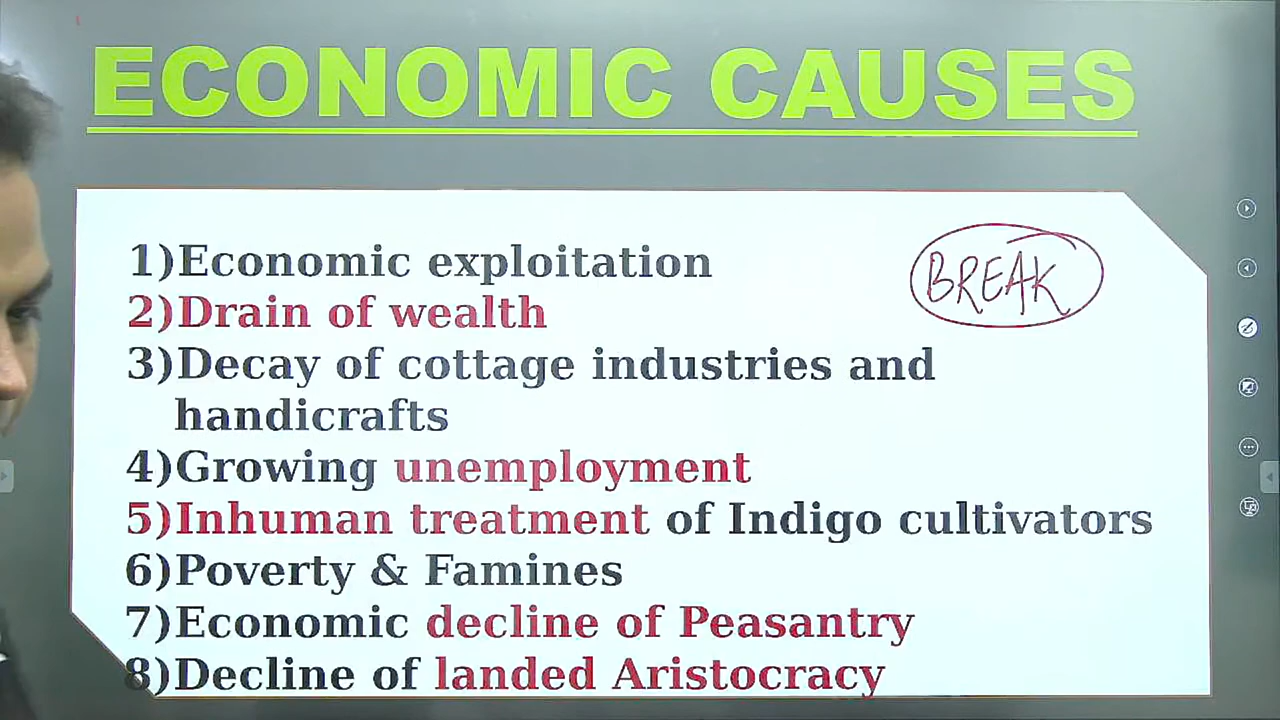 ECONOMIC CAUSES
1)Economic exploitation
BREAK
2)Drain of wealth
3)Decay of cottage industries and
handicrafts
4)Growing unemployment
5)Inhuman treatment of Indigo cultivators
6)Poverty & Famines
7)Economic decline of Peasantry
8)Decline of landed Aristocracy